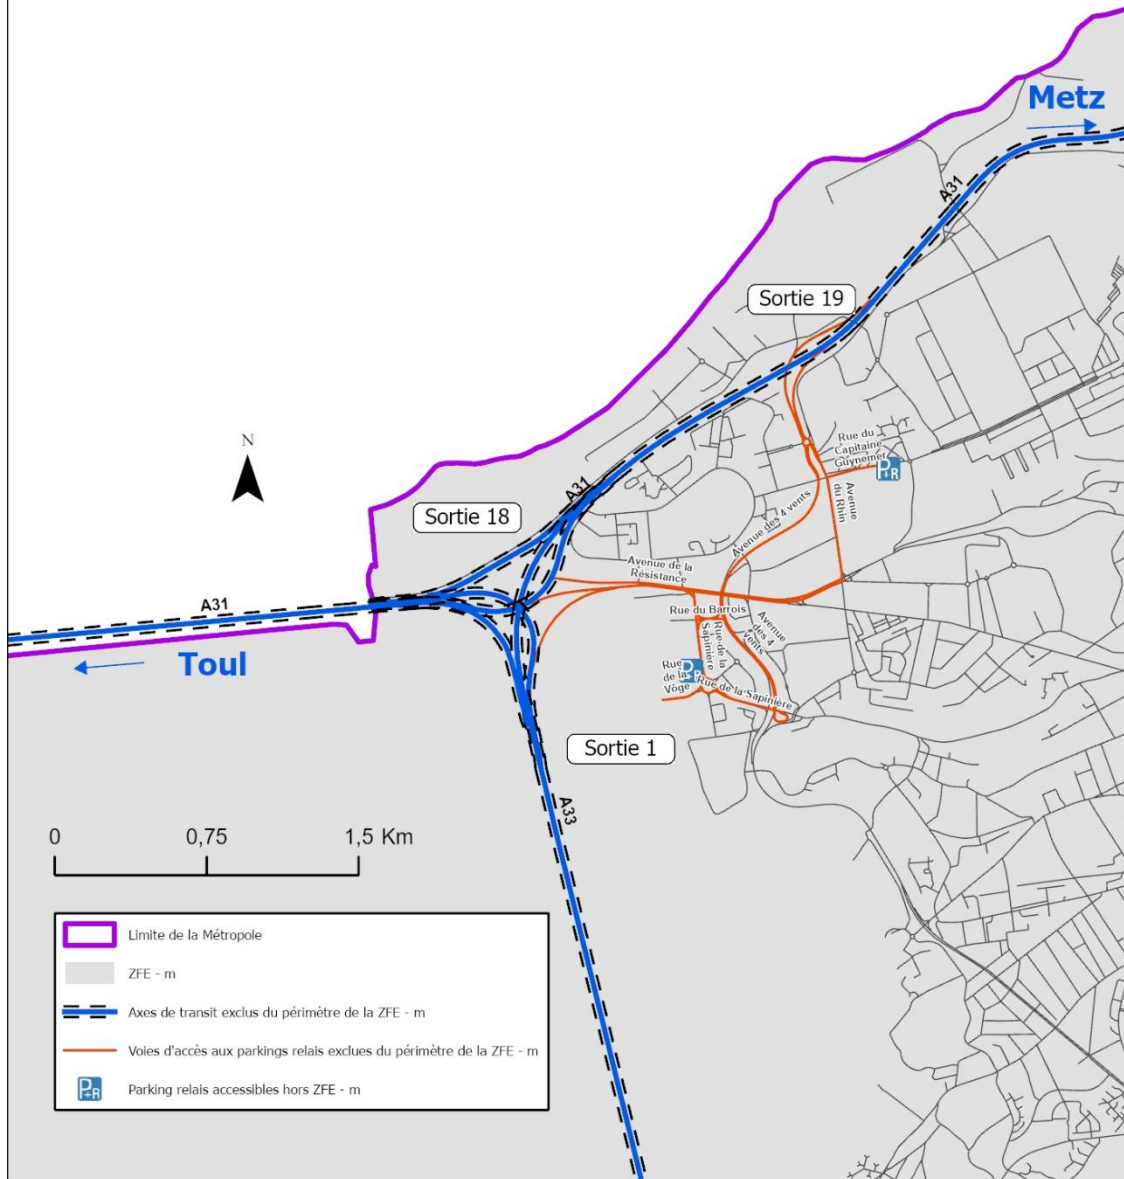 Metz
A31
Sortie 19
N
Rue du
Capitaine
Guynemer
P+R
A31
Sortie 18
Avenue
du Rhin
Avenue des 4 vents
Avenue de la
Résistance
A31
Rue du Barrois
Toul
Rue de la
Sapinière
Avenue
des 4
vents
Rue
de la
Vôge
P+R
Rue de la Sapinière
Sortie 1
A33
0 0,75 1,5 Km
Limite de la Métropole
ZFE - m
Axes de transit exclus du périmètre de la ZFE - m
Voies d'accès aux parkings relais exclues du périmètre de la ZFE - m
P+R Parking relais accessibles hors ZFE - m